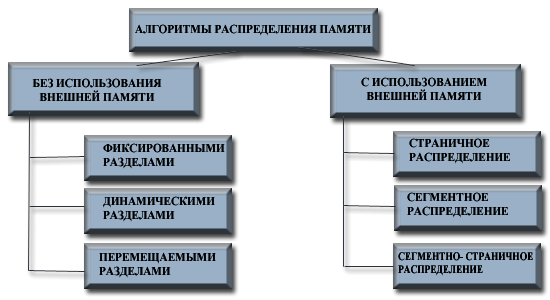 АЛГОРИТМЫ РАСПРЕДЕЛЕНИЯ ПАМЯТИ
БЕЗ ИСПОЛЬЗОВАНИЯ
ВНЕШНЕЙ ПАМЯТИ
ФИКСИРОВАННЫМИ
РАЗДЕЛАМИ
ДИНАМИЧЕСКИМИ
РАЗДЕЛАМИ
ПЕРЕМЕЩАЕМЫМИ
РАЗДЕЛАМИ
С ИСПОЛЬЗОВАНИЕМ
ВНЕШНЕЙ ПАМЯТИ
СТРАНИЧНОЕ
РАСПРЕДЕЛЕНИЕ
СЕГМЕНТНОЕ
РАСПРЕДЕЛЕНИЕ
СЕГМЕНТНО- СТРАНИЧНОЕ
РАСПРЕДЕЛЕНИЕ